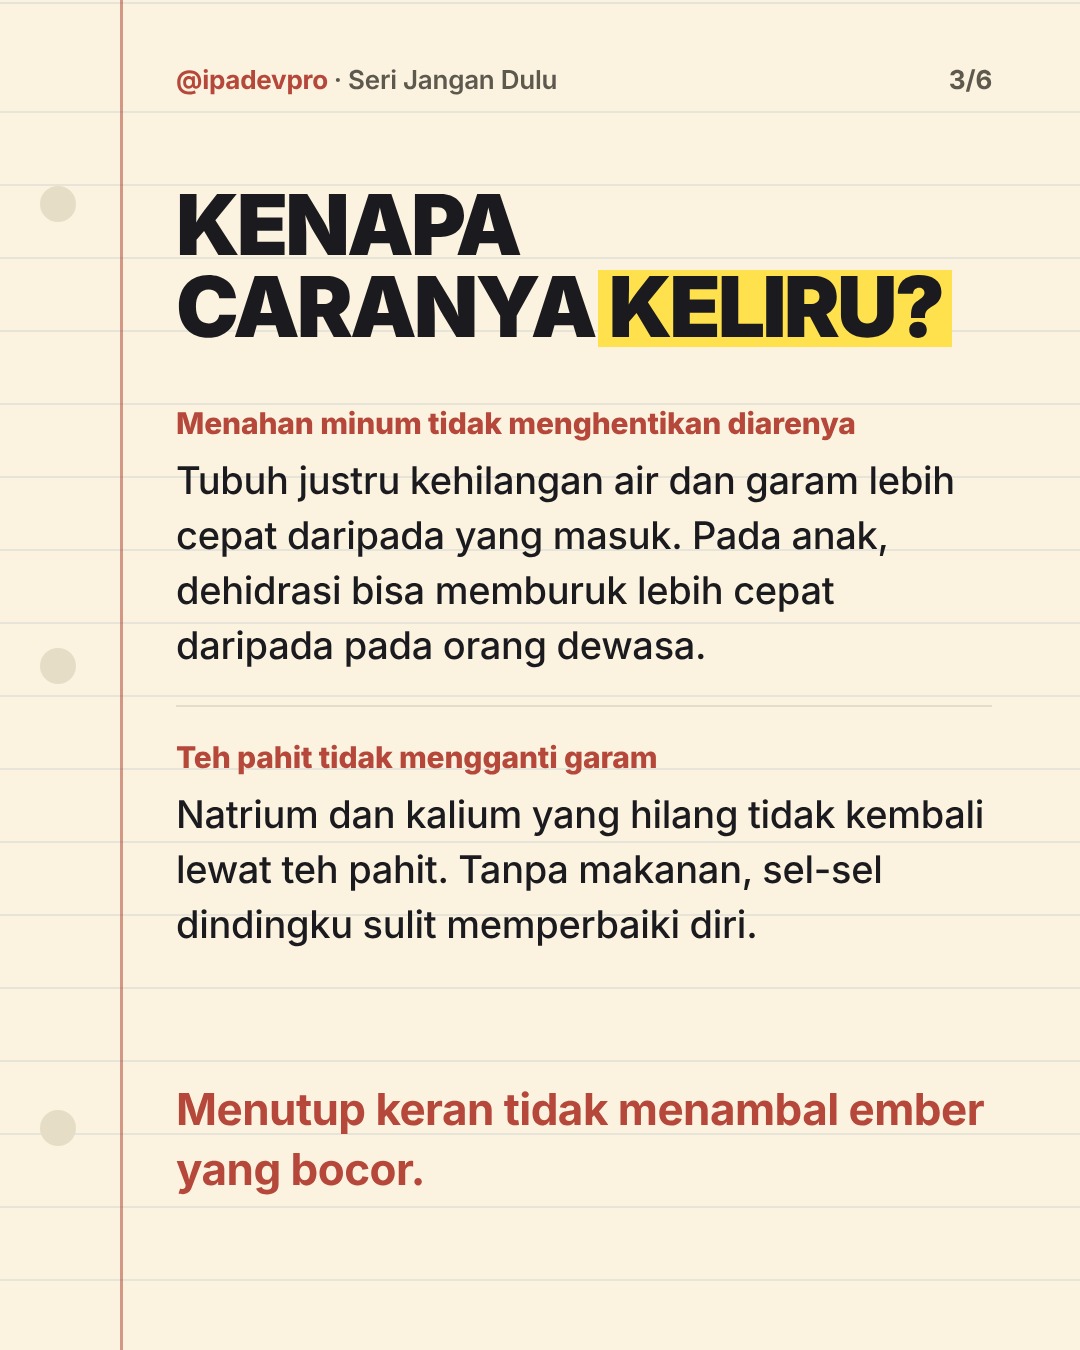 @ipadevpro · Seri Jangan Dulu 3/6
KENAPA
CARANYA KELIRU?
Menahan minum tidak menghentikan diarenya
Tubuh justru kehilangan air dan garam lebih
cepat daripada yang masuk. Pada anak,
dehidrasi bisa memburuk lebih cepat
daripada pada orang dewasa.
Teh pahit tidak mengganti garam
Natrium dan kalium yang hilang tidak kembali
lewat teh pahit. Tanpa makanan, sel-sel
dindingku sulit memperbaiki diri.
Menutup keran tidak menambal ember
yang bocor.